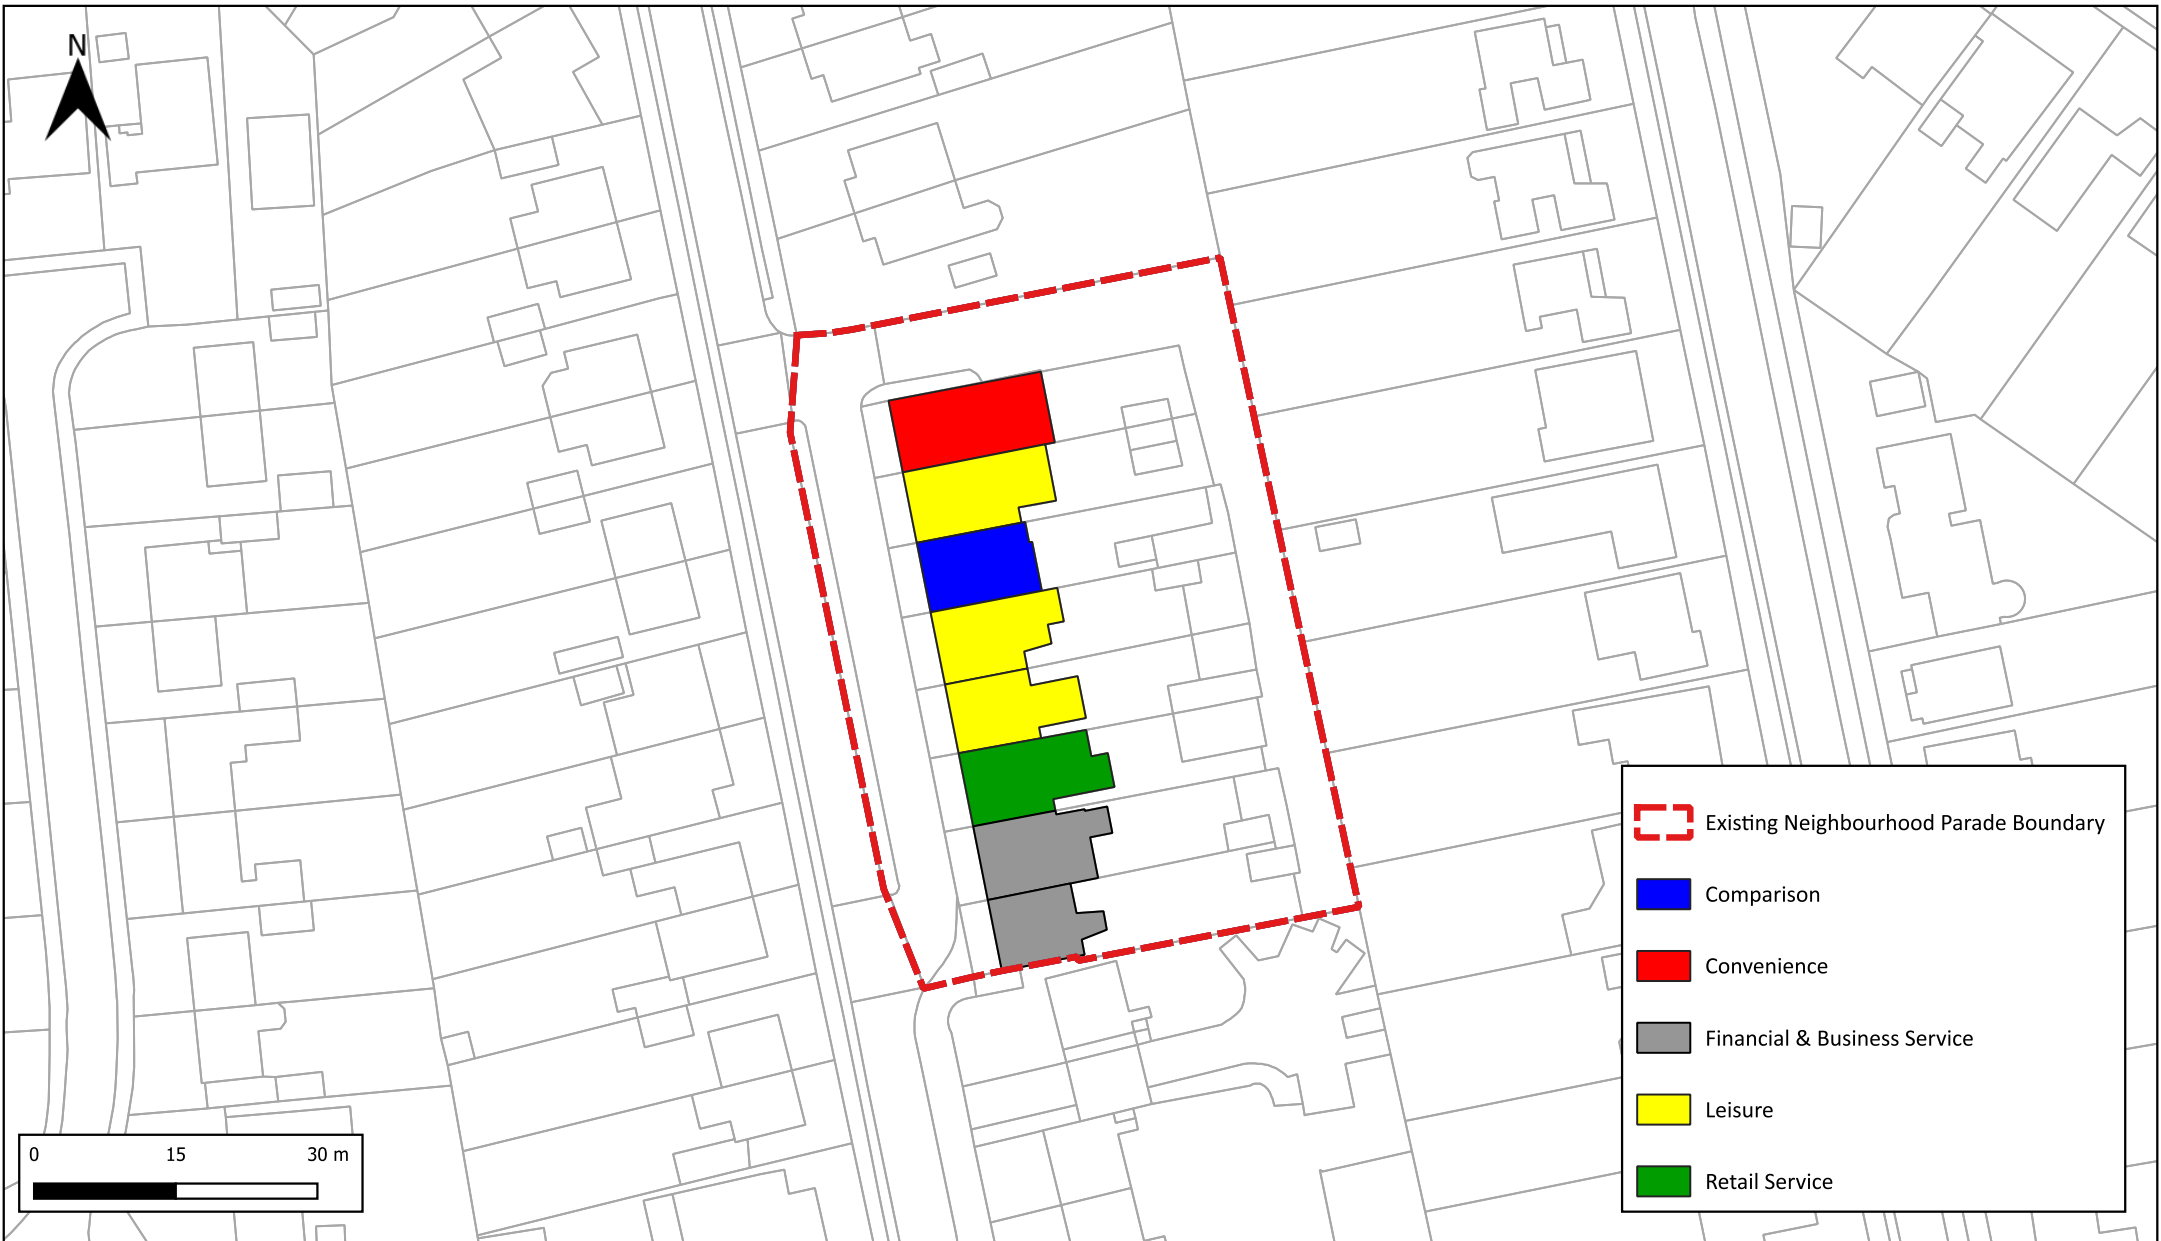 N
Existing Neighbourhood Parade Boundary
Comparison
Convenience
Financial & Business Service
Leisure
Retail Service
0 15 30 m